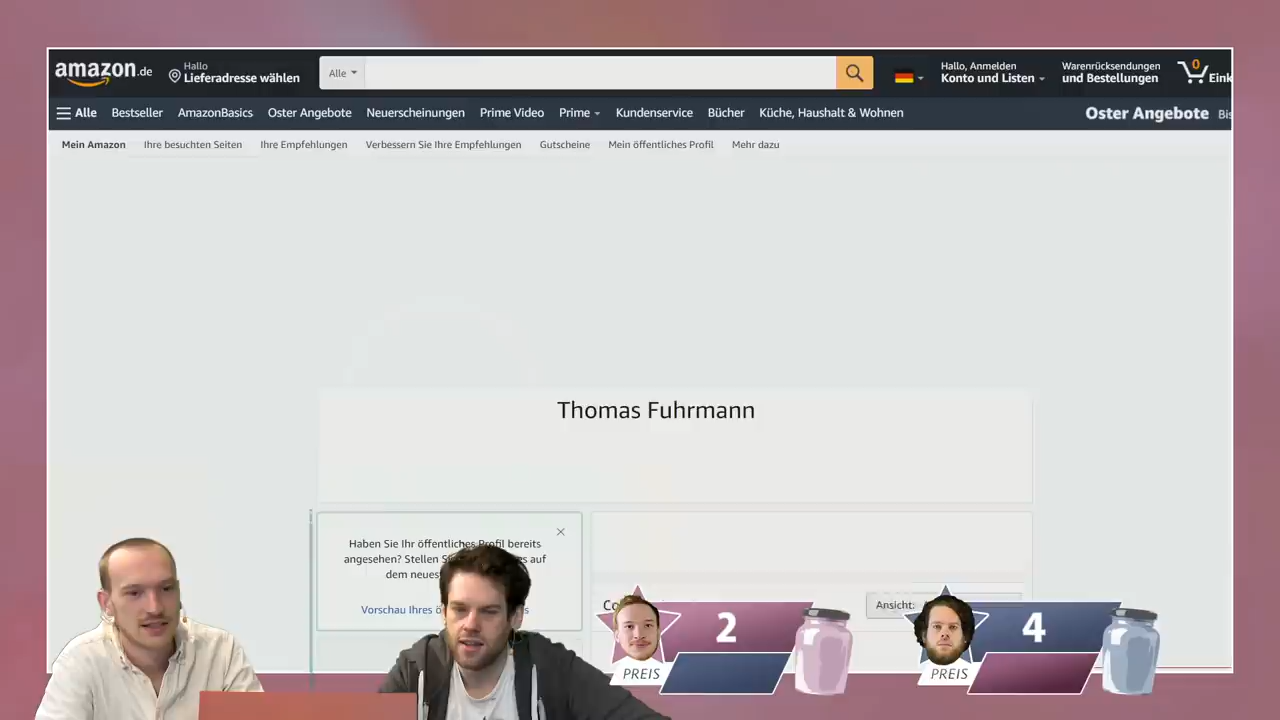 amazon.de
Hallo
Lieferadresse wählen
Alle
Hallo, Anmelden
Konto und Listen
Warenrücksendungen
und Bestellungen
0
Alle
Bestseller
AmazonBasics
Oster Angebote
Neuerscheinungen
Prime Video
Prime
Kundenservice
Bücher
Küche, Haushalt & Wohnen
Oster Angebote
Mein Amazon
Ihre besuchten Seiten
Ihre Empfehlungen
Verbessern Sie Ihre Empfehlungen
Gutscheine
Mein öffentliches Profil
Mehr dazu
Thomas Fuhrmann
Haben Sie Ihr öffentliches Profil bereits
angesehen? Stellen auf
dem
Vorschau Ihres
Ansicht:
2
PREIS
4
PREIS